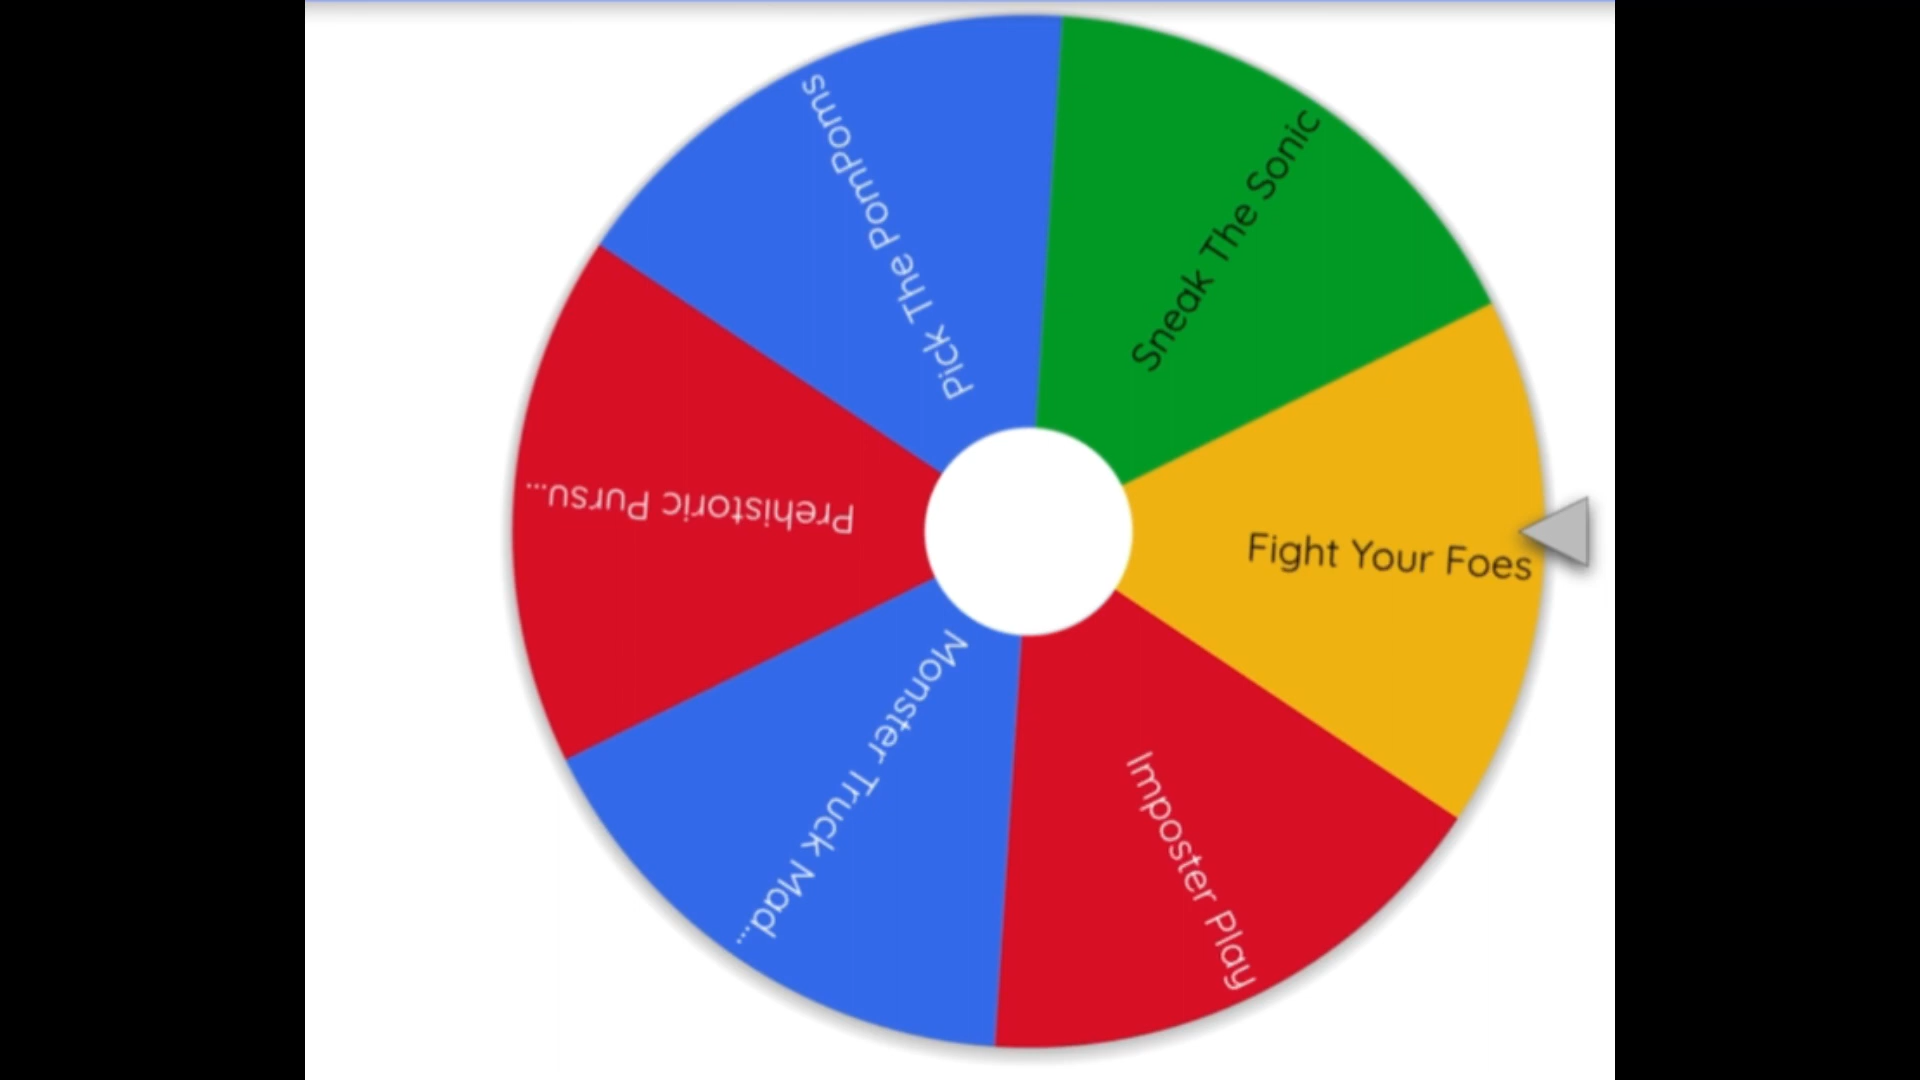 Pick The PomPoms
Sneak The Sonic
Prehistoric Pursu...
Fight Your Foes
Monster Truck Mad...
Imposter Play